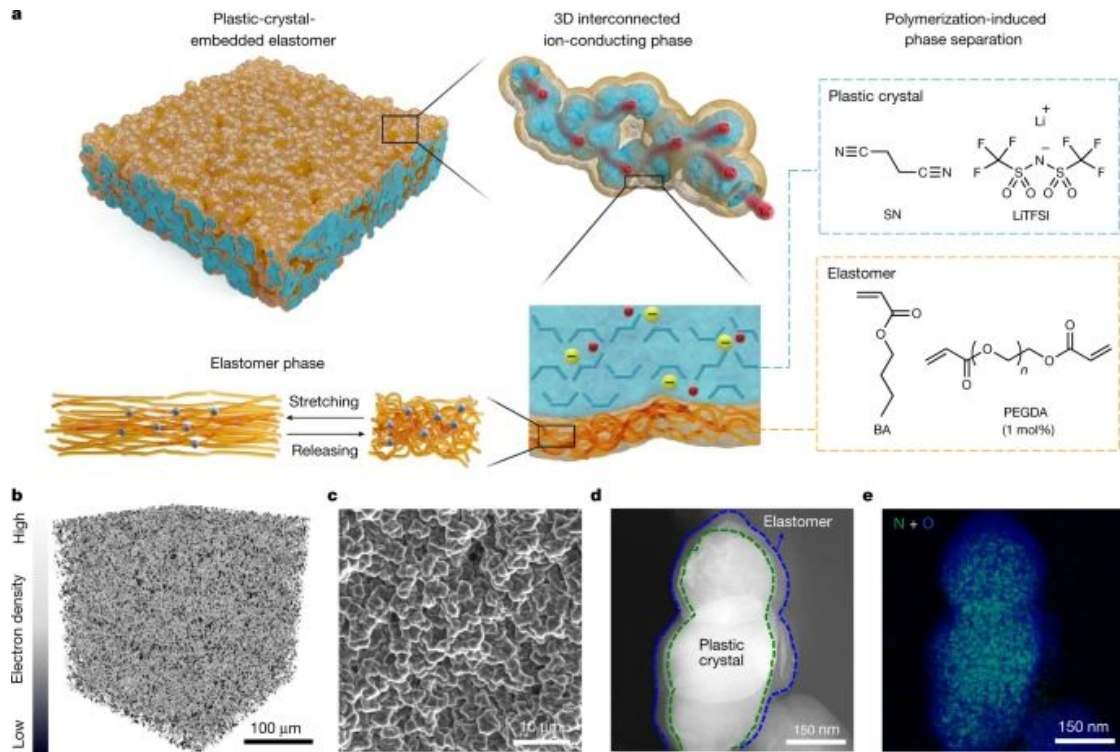 a
Plastic-crystal-
embedded elastomer
3D interconnected
ion-conducting phase
Polymerization-induced
phase separation
Plastic crystal
N≡C
C≡N
SN
Li
+
F
F
F
F
F
F
N
−
S
S
O
O
O
O
LiTFSI
Elastomer
O
O
BA
O
O
O
n
O
PEGDA
(1 mol%)
Elastomer phase
Stretching
Releasing
b
High
Electron density
Low
100 μm
c
10 μm
d
Elastomer
Plastic
crystal
150 nm
e
N + O
150 nm